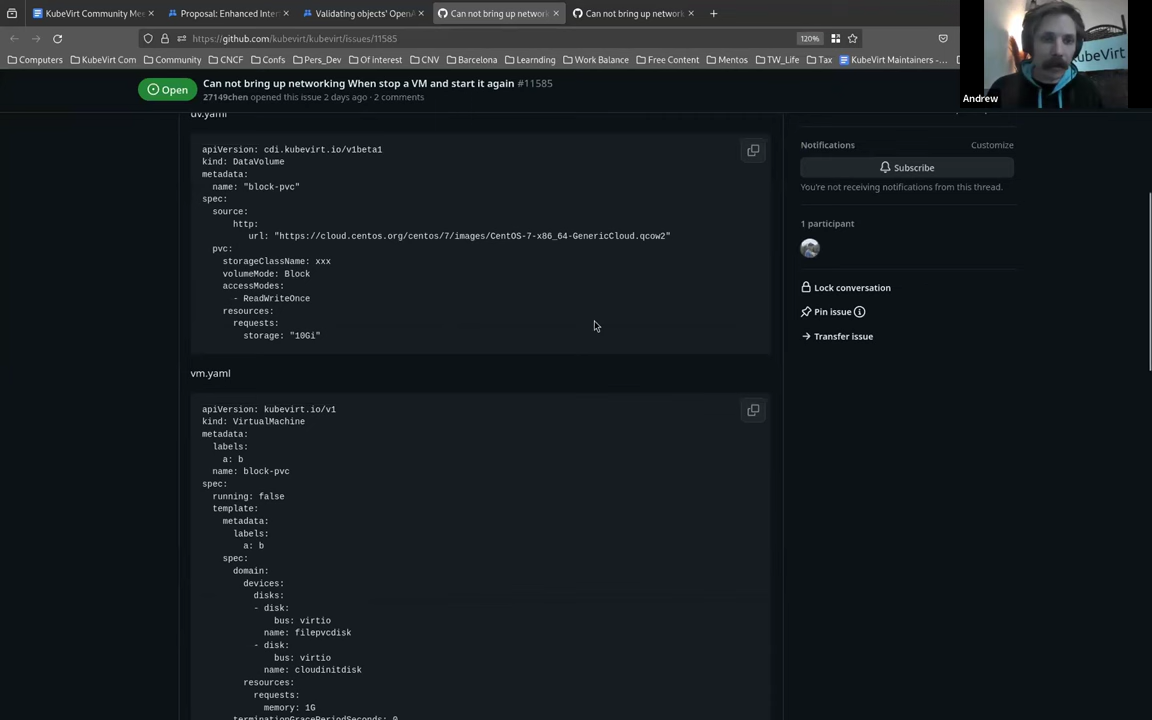 KubeVirt Community Mee
Proposal: Enhanced Inter
Validating objects' OpenA
Can not bring up network
Can not bring up network
https://github.com/kubevirt/kubevirt/issues/11585
120%
Computers
KubeVirt Com
Community
CNCF
Confs
Pers_Dev
Of interest
CNV
Barcelona
Learnding
Work Balance
Free Content
Mentos
TW_Life
Tax
KubeVirt Maintainers -…
KubeVirt
Andrew
Open
Can not bring up networking When stop a VM and start it again #11585
27149chen opened this issue 2 days ago · 2 comments
dv.yaml
apiVersion: cdi.kubevirt.io/v1beta1
kind: DataVolume
metadata:
name: "block-pvc"
spec:
source:
http:
url: "https://cloud.centos.org/centos/7/images/CentOS-7-x86_64-GenericCloud.qcow2"
pvc:
storageClassName: xxx
volumeMode: Block
accessModes:
- ReadWriteOnce
resources:
requests:
storage: "10Gi"
vm.yaml
apiVersion: kubevirt.io/v1
kind: VirtualMachine
metadata:
labels:
a: b
name: block-pvc
spec:
running: false
template:
metadata:
labels:
a: b
spec:
domain:
devices:
disks:
- disk:
bus: virtio
name: filepvcdisk
- disk:
bus: virtio
name: cloudinitdisk
resources:
requests:
memory: 1G
terminationGracePeriodSeconds: 0
Notifications
Customize
Subscribe
You're not receiving notifications from this thread.
1 participant
Lock conversation
Pin issue
Transfer issue